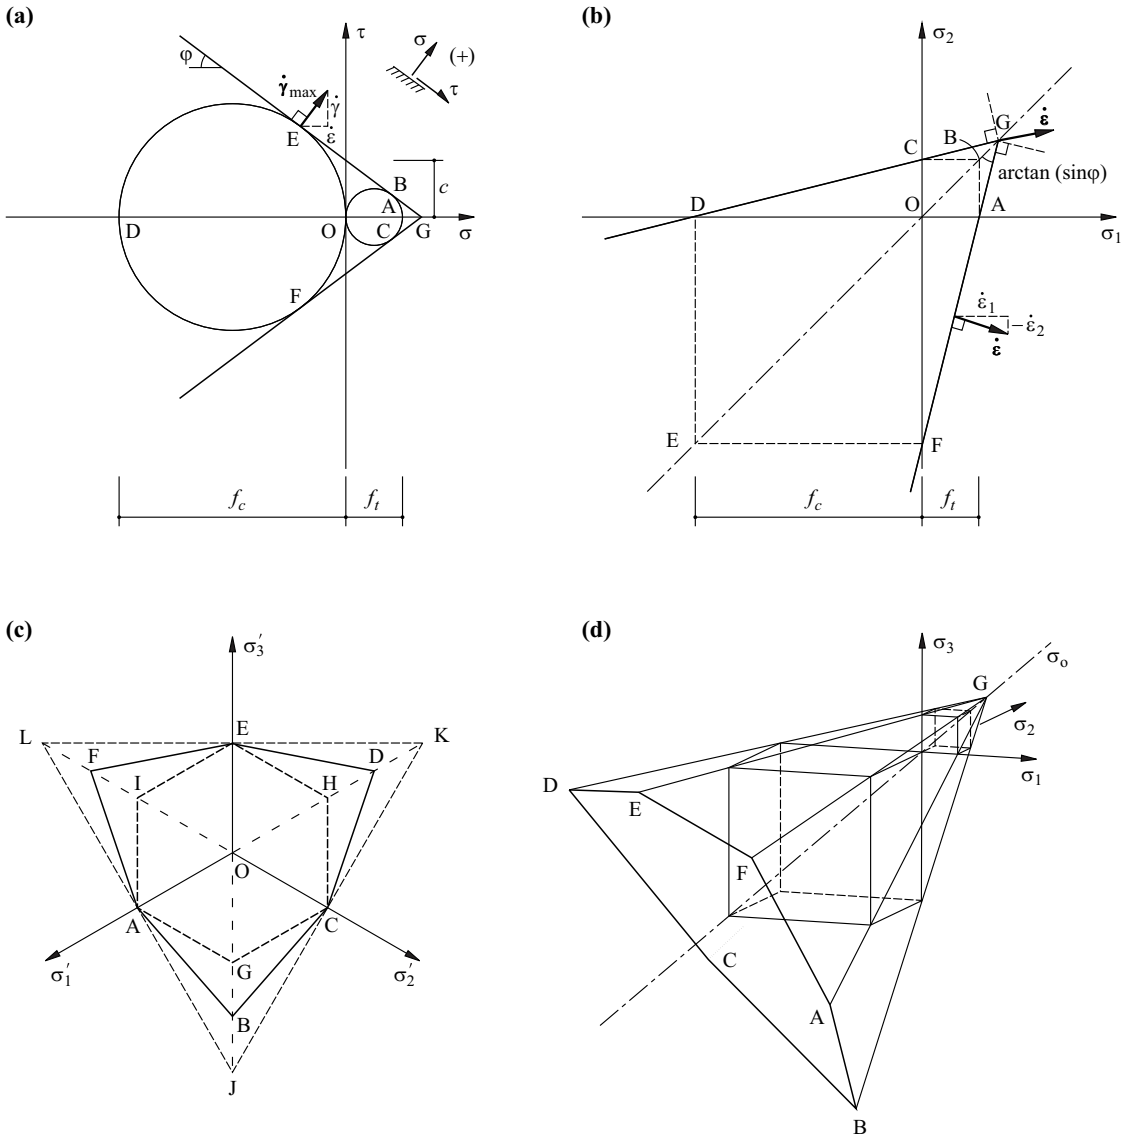 (a)
τ
σ
(+)
τ
φ
γ̇max
γ̇
ε̇
E
B
c
A
D
O
C
G
σ
F
fc
ft
(b)
σ2
G
ε̇
B
C
arctan (sinφ)
D
O
A
σ1
ε̇1
−ε̇2
ε̇
E
F
fc
ft
(c)
σ3′
L
E
K
F
D
I
H
O
A
C
σ1′
G
σ2′
B
J
(d)
σ3
σo
G
σ2
σ1
D
E
F
C
A
B